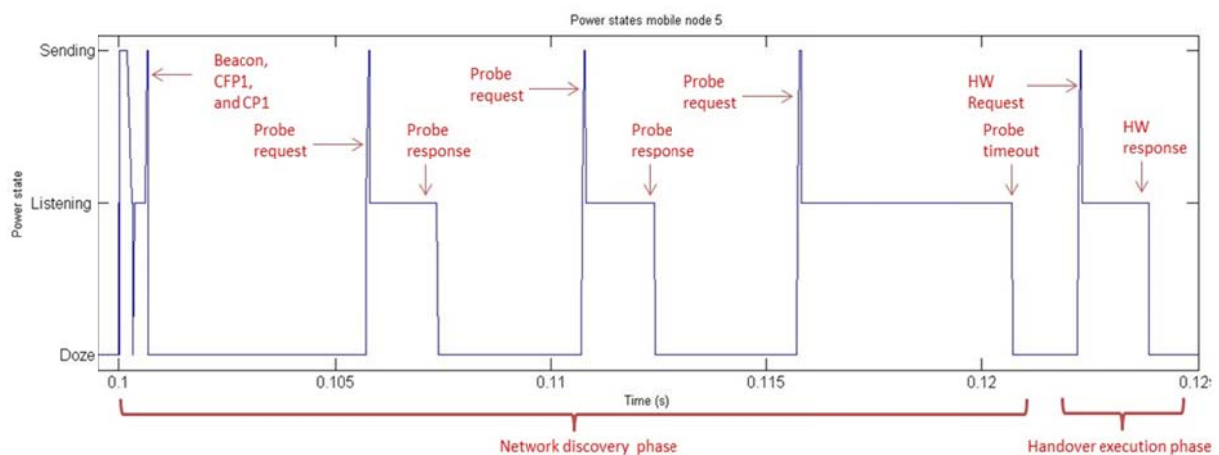 Power states mobile node 5
Sending
Listening
Doze
Power state
Beacon,
CFP1,
and CP1
Probe
request
Probe
response
Probe
request
Probe
response
Probe
request
HW
Request
Probe
timeout
HW
response
0.1
0.105
0.11
0.115
0.12
Time (s)
Network discovery phase
Handover execution phase